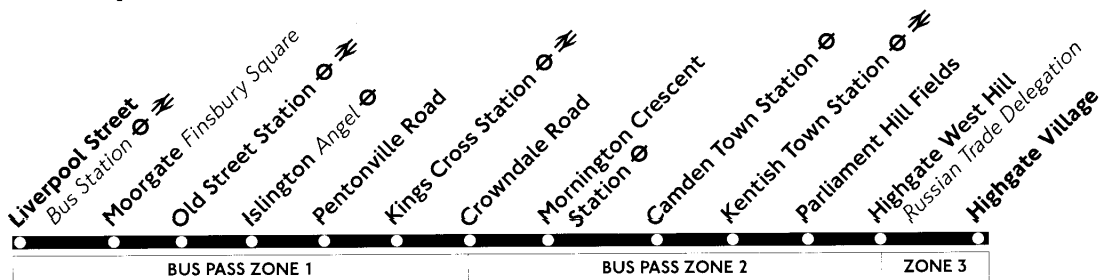 Liverpool Street
Bus Station
Moorgate Finsbury Square
Old Street Station
Islington Angel
Pentonville Road
Kings Cross Station
Crowndale Road
Mornington Crescent
Station
Camden Town Station
Kentish Town Station
Parliament Hill Fields
Highgate West Hill
Russian Trade Delegation
Highgate Village
BUS PASS ZONE 1
BUS PASS ZONE 2
ZONE 3